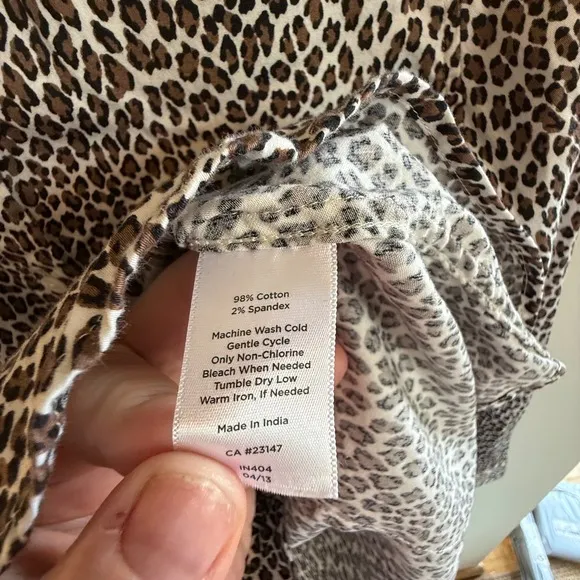 98% Cotton
2% Spandex
Machine Wash Cold
Gentle Cycle
Only Non-Chlorine
Bleach When Needed
Tumble Dry Low
Warm Iron, If Needed
Made in India
CA #23147
IN404
04/13